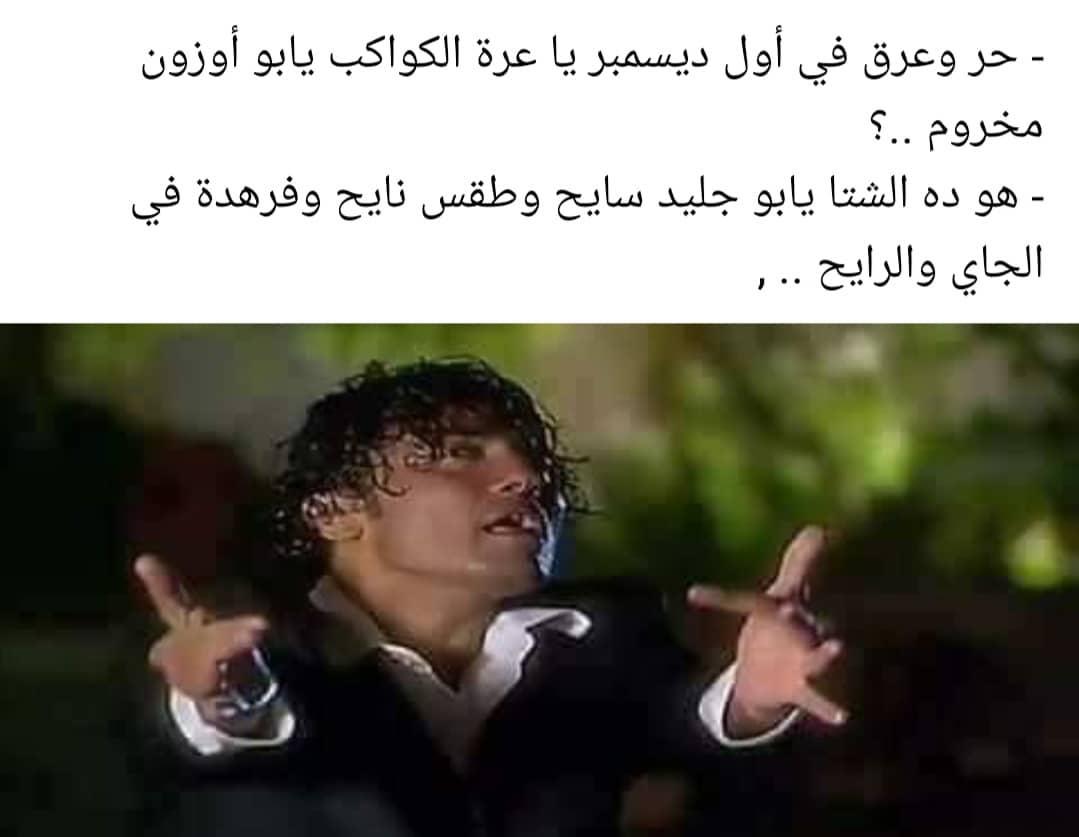 - حر وعرق في أول ديسمبر يا عرة الكواكب يابو أوزون
مخروم ..؟
- هو ده الشتا يابو جليد سايح وطقس نايح وفرهدة في
الجاي والرايح .. ,